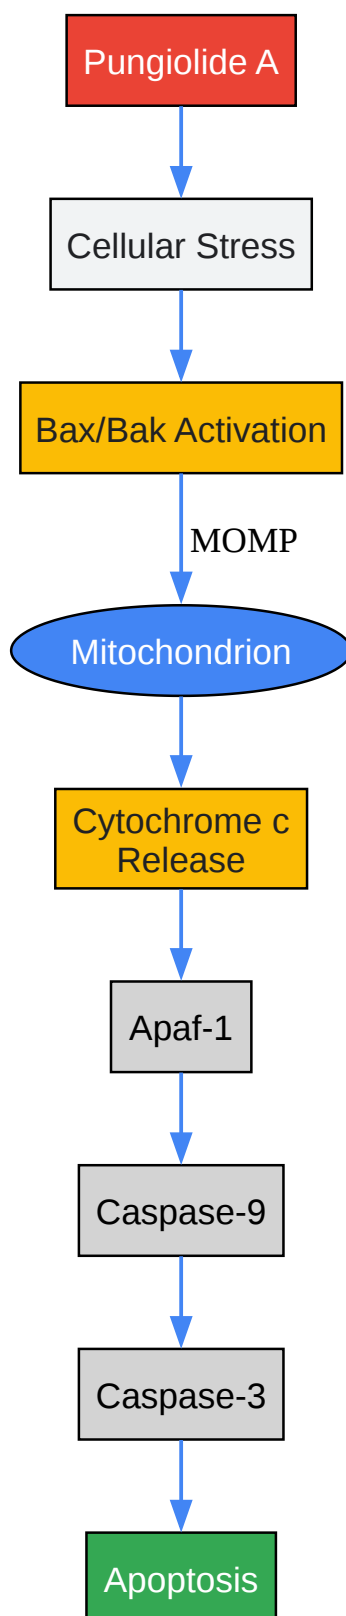 Pungiolide A
Cellular Stress
Bax/Bak Activation
MOMP
Mitochondrion
Cytochrome c
Release
Apaf-1
Caspase-9
Caspase-3
Apoptosis